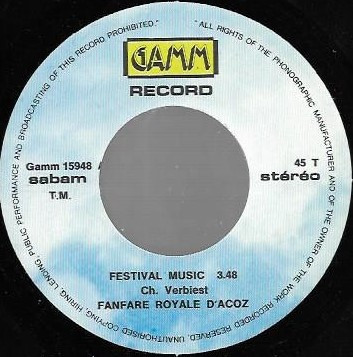 "ALL RIGHTS OF THE PHONOGRAPHIC MANUFACTURER AND OF THE OWNER OF THE WORK RECORDED RESERVED. UNAUTHORISED COPYING, HIRING, LENDING, PUBLIC PERFORMANCE AND BROADCASTING OF THIS RECORD PROHIBITED."
GAMM
RECORD
Gamm 15948 A
45 T
sabam
stéréo
T.M.
FESTIVAL MUSIC 3.48
Ch. Verbiest
FANFARE ROYALE D'ACOZ